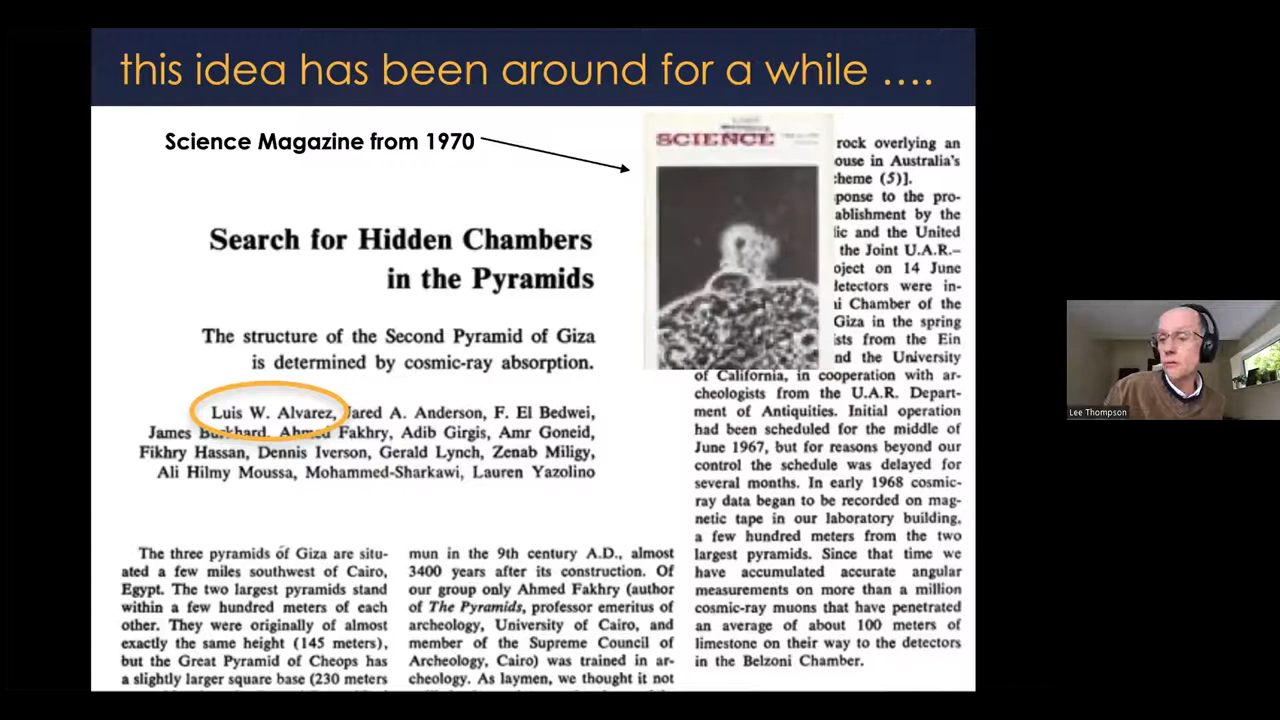 this idea has been around for a while ....
Science Magazine from 1970
SCIENCE
Search for Hidden Chambers
in the Pyramids
The structure of the Second Pyramid of Giza
is determined by cosmic-ray absorption.
Luis W. Alvarez, Jared A. Anderson, F. El Bedwei,
James Burkhard, Ahmed Fakhry, Adib Girgis, Amr Goneid,
Fikhry Hassan, Dennis Iverson, Gerald Lynch, Zenab Miligy,
Ali Hilmy Moussa, Mohammed-Sharkawi, Lauren Yazolino
The three pyramids of Giza are situ-
ated a few miles southwest of Cairo,
Egypt. The two largest pyramids stand
within a few hundred meters of each
other. They were originally of almost
exactly the same height (145 meters),
but the Great Pyramid of Cheops has
a slightly larger square base (230 meters
mun in the 9th century A.D., almost
3400 years after its construction. Of
our group only Ahmed Fakhry (author
of The Pyramids, professor emeritus of
archeology, University of Cairo, and
member of the Supreme Council of
Archeology, Cairo) was trained in ar-
cheology. As laymen, we thought it not
rock overlying an
ouse in Australia's
heme (5)].
ponse to the pro-
ablishment by the
lic and the United
the Joint U.A.R.–
oject on 14 June
detectors were in-
i Chamber of the
Giza in the spring
ists from the Ein
nd the University
of California, in cooperation with ar-
cheologists from the U.A.R. Depart-
ment of Antiquities. Initial operation
had been scheduled for the middle of
June 1967, but for reasons beyond our
control the schedule was delayed for
several months. In early 1968 cosmic-
ray data began to be recorded on mag-
netic tape in our laboratory building,
a few hundred meters from the two
largest pyramids. Since that time we
have accumulated accurate angular
measurements on more than a million
cosmic-ray muons that have penetrated
an average of about 100 meters of
limestone on their way to the detectors
in the Belzoni Chamber.
Lee Thompson